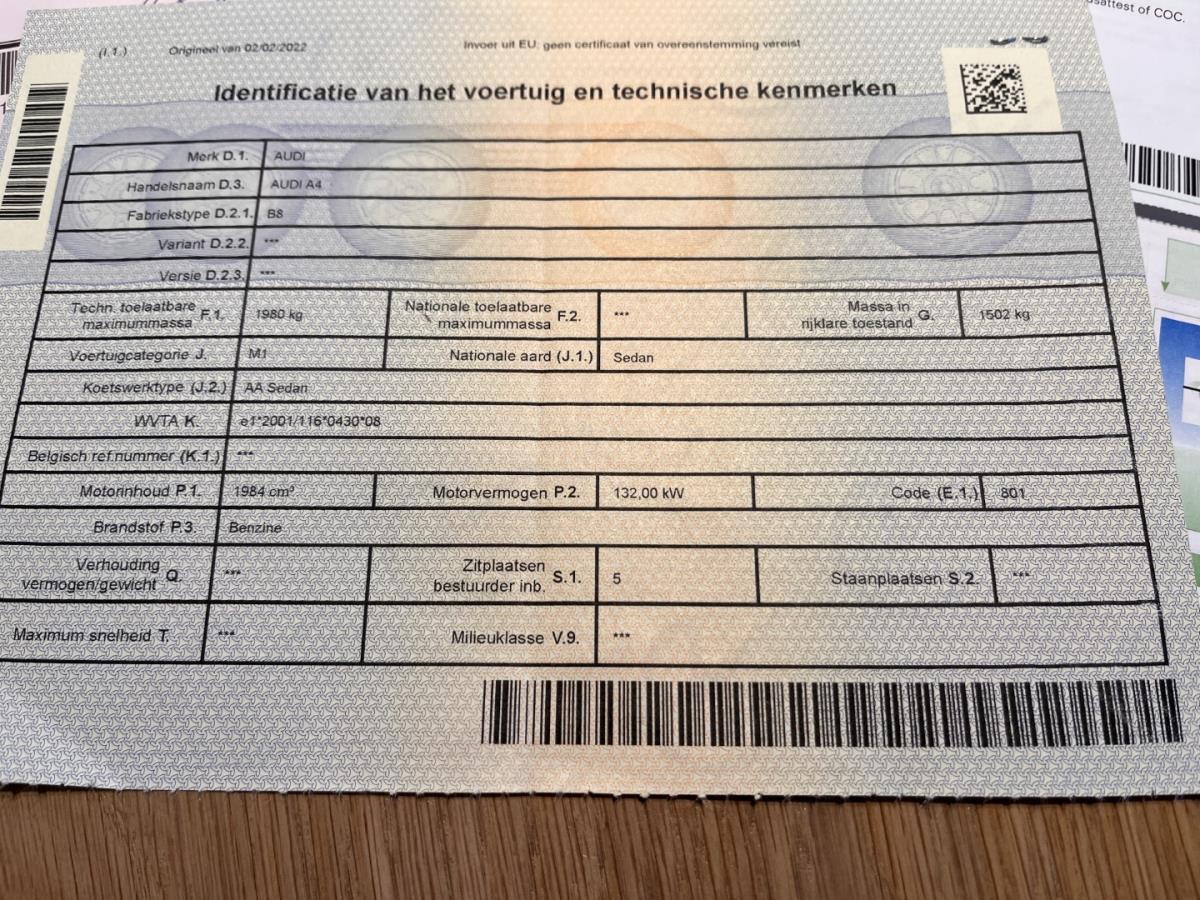 sattest of COC.
(I.1.) Origineel van 02/02/2022 Invoer uit EU: geen certificaat van overeenstemming vereist
Identificatie van het voertuig en technische kenmerken
Merk D.1. AUDI
Handelsnaam D.3. AUDI A4
Fabriekstype D.2.1. B8
Variant D.2.2. ***
Versie D.2.3. ***
Techn. toelaatbare maximummassa F.1. 1980 kg Nationale toelaatbare maximummassa F.2. *** Massa in rijklare toestand G. 1502 kg
Voertuigcategorie J. M1 Nationale aard (J.1.) Sedan
Koetswerktype (J.2.) AA Sedan
WVTA K. e1*2001/116*0430*08
Belgisch ref.nummer (K.1.) ***
Motorinhoud P.1. 1984 cm³ Motorvermogen P.2. 132,00 kW Code (E.1.) 801
Brandstof P.3. Benzine
Verhouding vermogen/gewicht Q. *** Zitplaatsen bestuurder inb. S.1. 5 Staanplaatsen S.2. ***
Maximum snelheid T. *** Milieuklasse V.9. ***